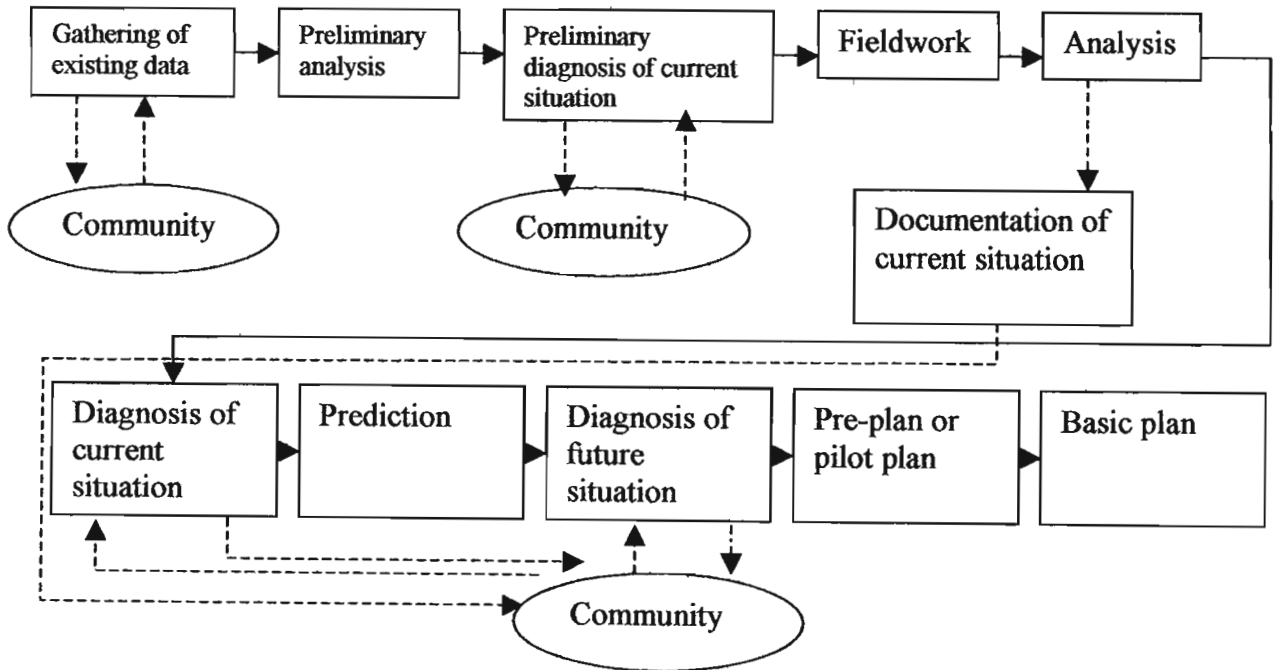 Gathering of
existing data
Preliminary
analysis
Preliminary
diagnosis of current
situation
Fieldwork
Analysis
Community
Community
Documentation of
current situation
Diagnosis of
current
situation
Prediction
Diagnosis of
future
situation
Pre-plan or
pilot plan
Basic plan
Community